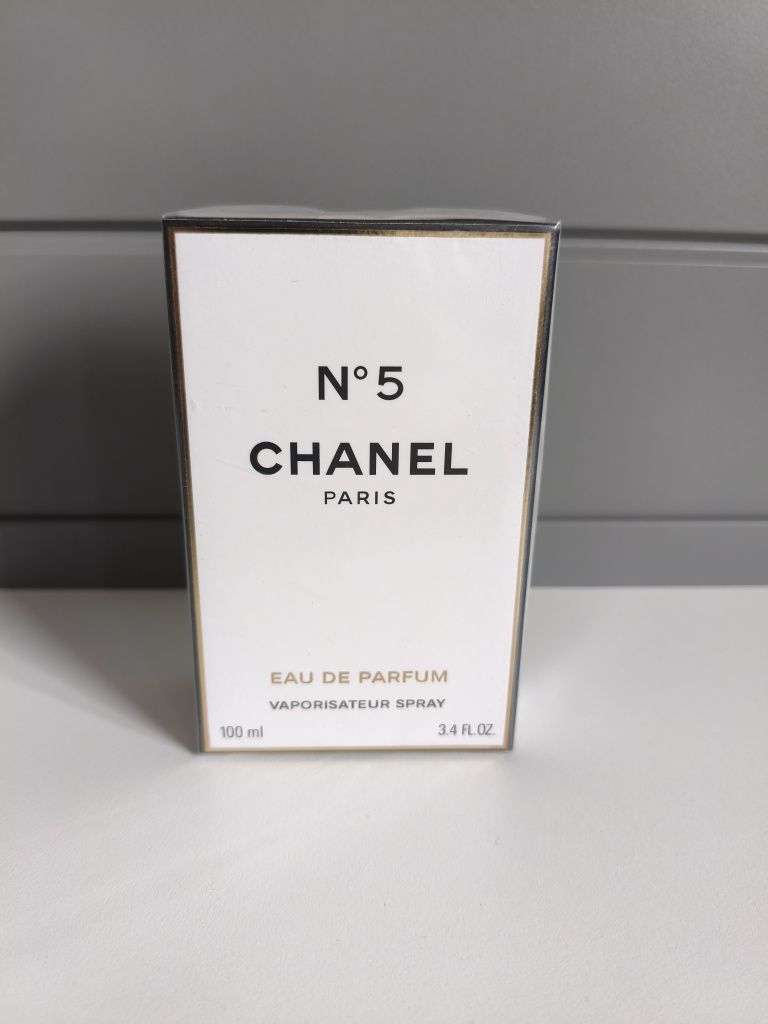 N°5
CHANEL
PARIS
EAU DE PARFUM
VAPORISATEUR SPRAY
100 ml 3.4 FL.OZ.